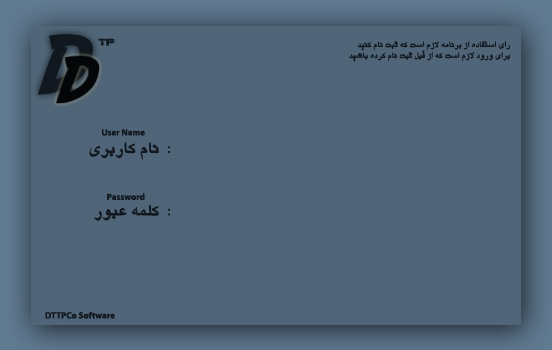 DD TP
رای استفاده از برنامه لازم است که ثبت نام کنید
برای ورود لازم است که از قبل ثبت نام کرده باشید
User Name
نام کاربری :
Password
کلمه عبور :
DTTPCo Software